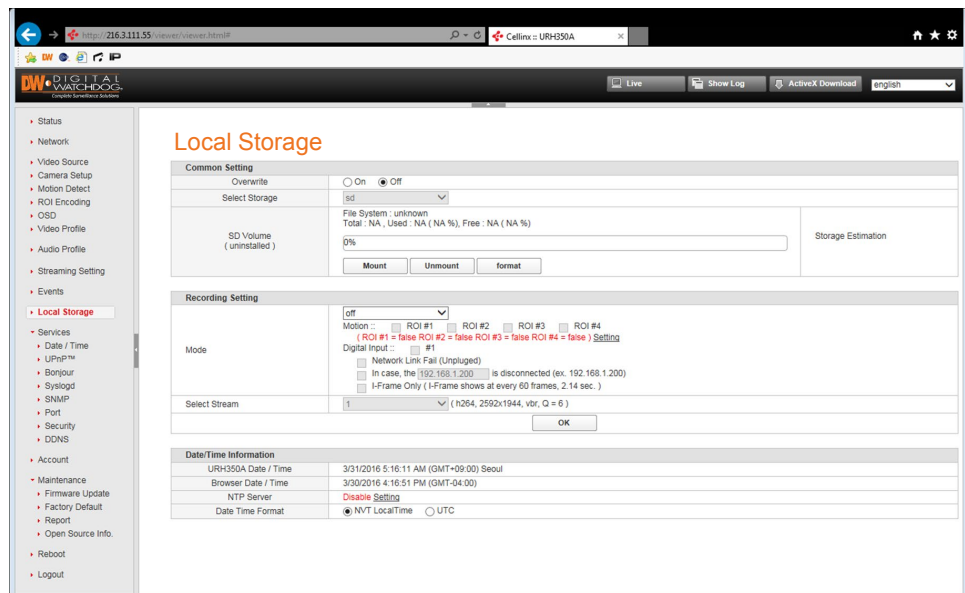 http://216.3.111.55/viewer/viewer.html#
Cellinx :: URH350A
DW DIGITAL WATCHDOG.
Complete Surveillance Solutions
Live
Show Log
ActiveX Download
english
Status
Network
Video Source
Camera Setup
Motion Detect
ROI Encoding
OSD
Video Profile
Audio Profile
Streaming Setting
Events
Local Storage
Services
Date / Time
UPnP™
Bonjour
Syslogd
SNMP
Port
Security
DDNS
Account
Maintenance
Firmware Update
Factory Default
Report
Open Source Info.
Reboot
Logout
Local Storage
Common Setting
Overwrite On Off
Select Storage sd
SD Volume
( uninstalled )
File System : unknown
Total : NA , Used : NA ( NA %), Free : NA ( NA %)
0%
Mount Unmount format
Storage Estimation
Recording Setting
Mode
off
Motion :: ROI #1 ROI #2 ROI #3 ROI #4
( ROI #1 = false ROI #2 = false ROI #3 = false ROI #4 = false ) Setting
Digital Input :: #1
Network Link Fail (Unpluged)
In case, the 192.168.1.200 is disconnected (ex. 192.168.1.200)
I-Frame Only ( I-Frame shows at every 60 frames, 2.14 sec. )
Select Stream 1 ( h264, 2592x1944, vbr, Q = 6 )
OK
Date/Time Information
URH350A Date / Time 3/31/2016 5:16:11 AM (GMT+09:00) Seoul
Browser Date / Time 3/30/2016 4:16:51 PM (GMT-04:00)
NTP Server Disable Setting
Date Time Format NVT LocalTime UTC